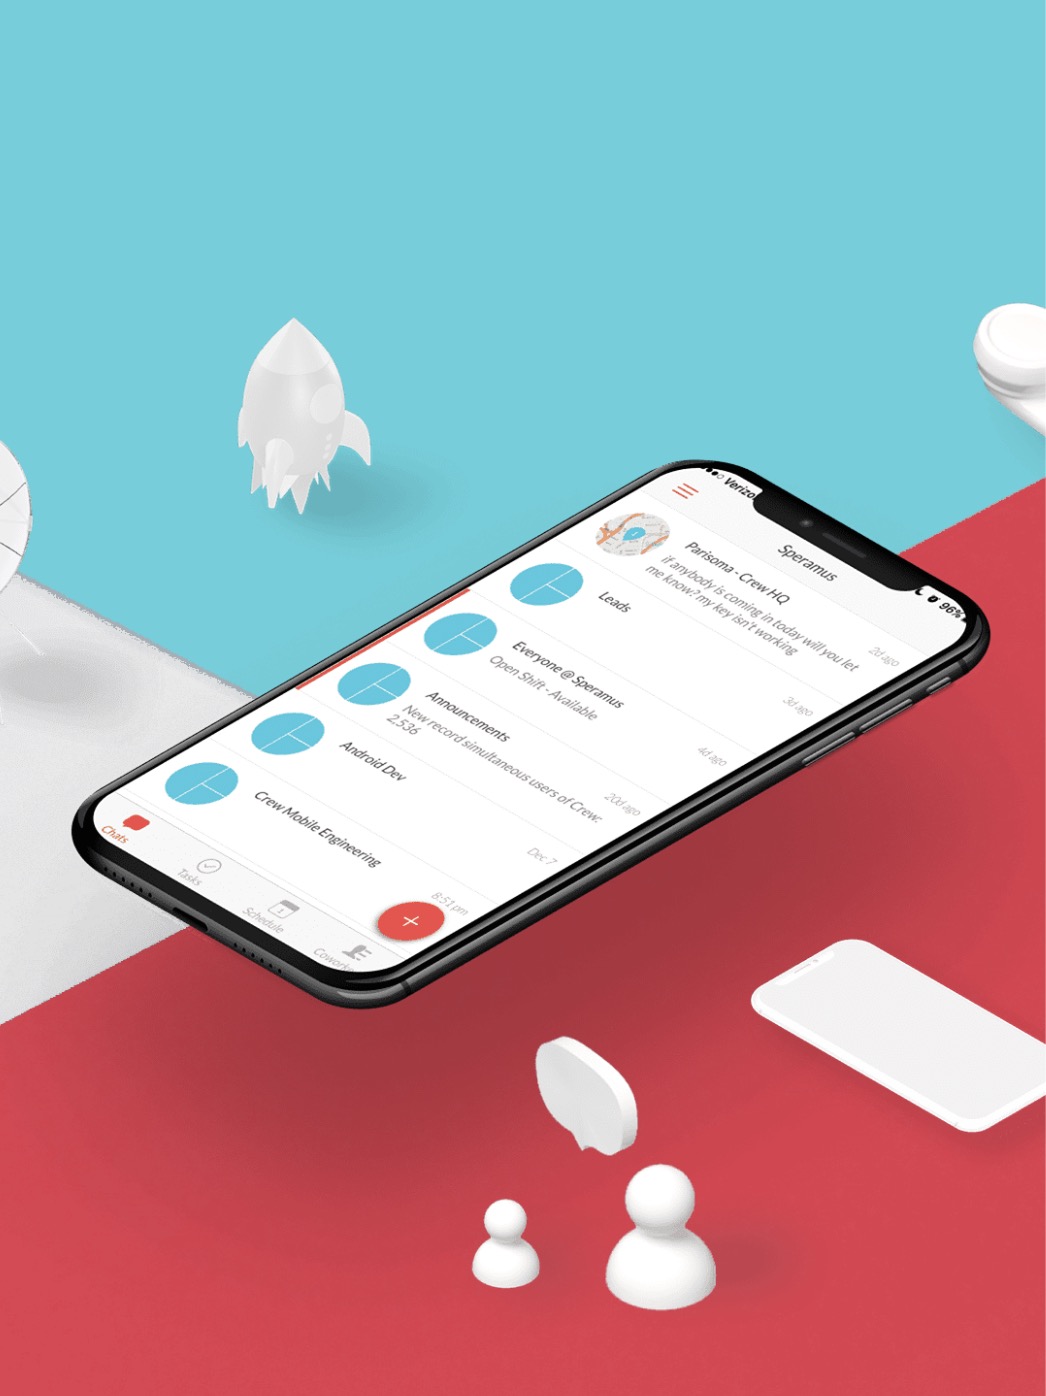 Verizo
96%
Speramus
Parisoma - Crew HQ
if anybody is coming in today will you let
me know? my key isn't working
2d ago
Leads
3d ago
Everyone @ Speramus
Open Shift - Available
4d ago
Announcements
New record simultaneous users of Crew:
2,536
20d ago
Android Dev
Dec 7
Crew Mobile Engineering
8:51 pm
Chats
Tasks
Schedule